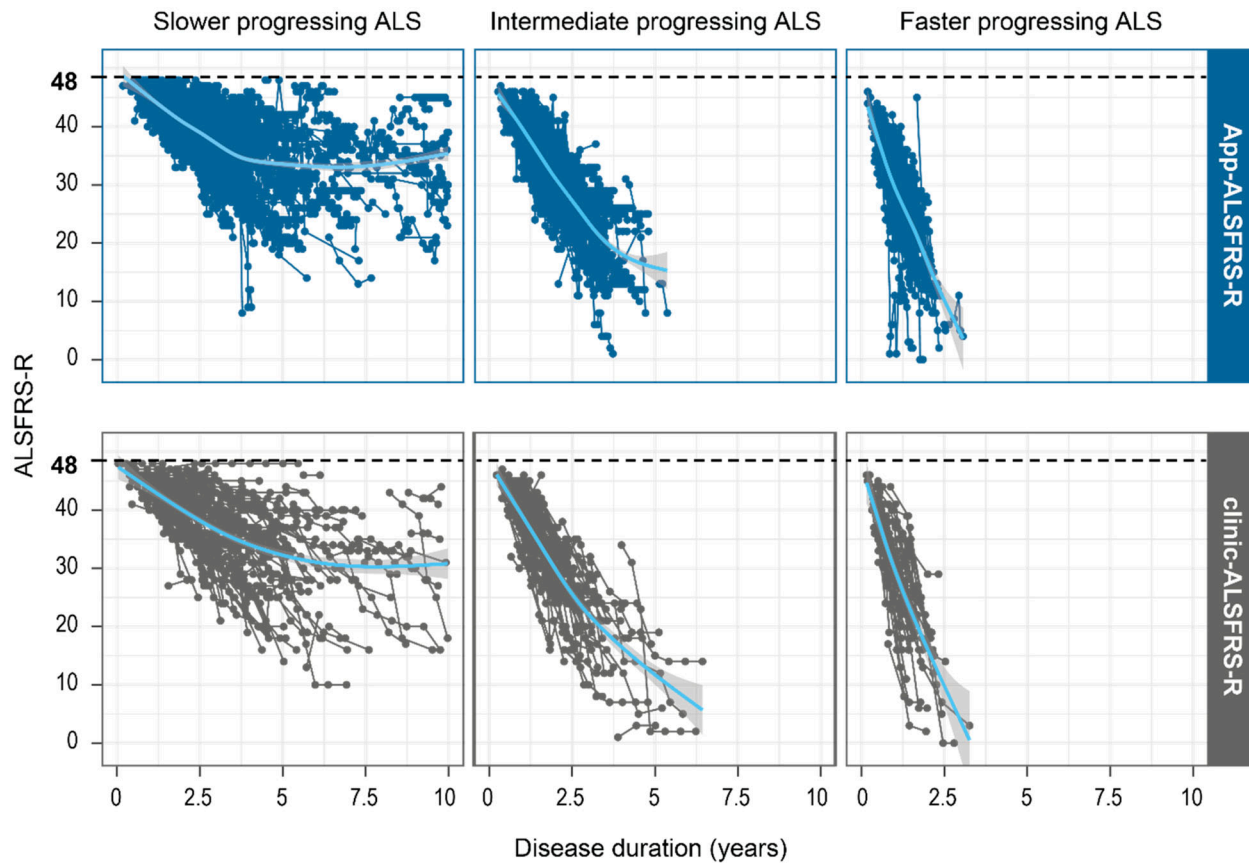 Slower progressing ALS
Intermediate progressing ALS
Faster progressing ALS
ALSFRS-R
48
40
30
20
10
0
App-ALSFRS-R
48
40
30
20
10
0
clinic-ALSFRS-R
0 2.5 5 7.5 10
0 2.5 5 7.5 10
0 2.5 5 7.5 10
Disease duration (years)